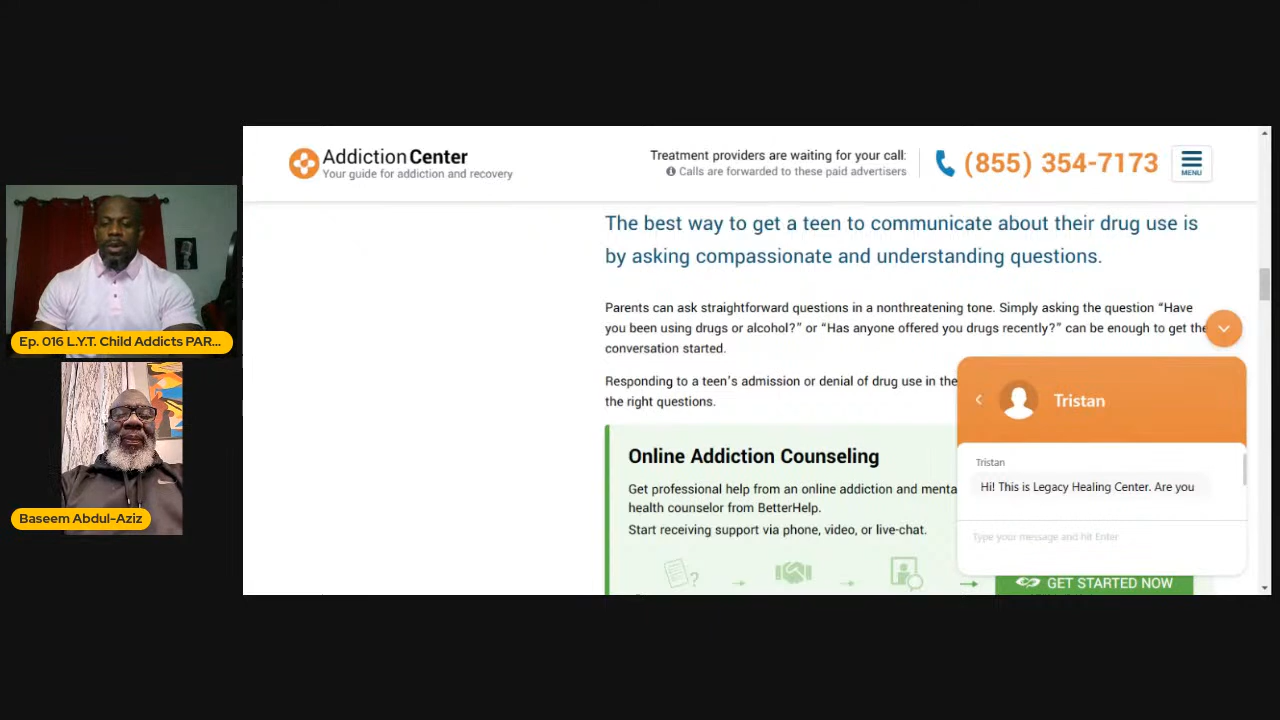 Addiction Center
Your guide for addiction and recovery
Treatment providers are waiting for your call:
Calls are forwarded to these paid advertisers
(855) 354-7173
MENU
The best way to get a teen to communicate about their drug use is
by asking compassionate and understanding questions.
Parents can ask straightforward questions in a nonthreatening tone. Simply asking the question “Have
you been using drugs or alcohol?” or “Has anyone offered you drugs recently?” can be enough to get the
conversation started.
Responding to a teen’s admission or denial of drug use in the
the right questions.
Online Addiction Counseling
Get professional help from an online addiction and menta
health counselor from BetterHelp.
Start receiving support via phone, video, or live-chat.
GET STARTED NOW
Tristan
Tristan
Hi! This is Legacy Healing Center. Are you
Type your message and hit Enter
Ep. 016 L.Y.T. Child Addicts PAR...
Baseem Abdul-Aziz